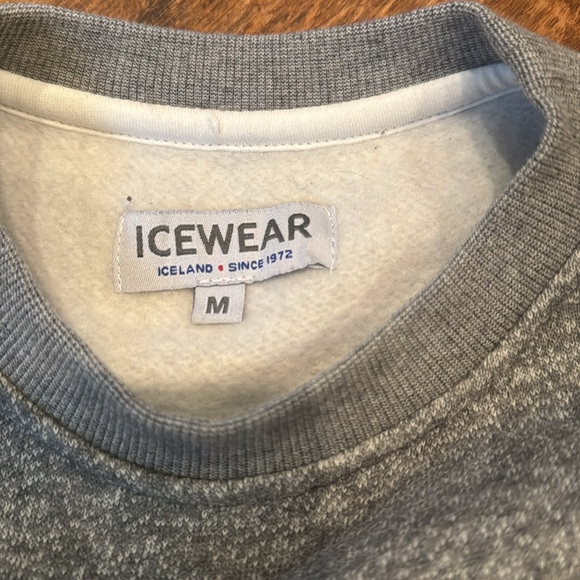 ICEWEAR
ICELAND • SINCE 1972
M